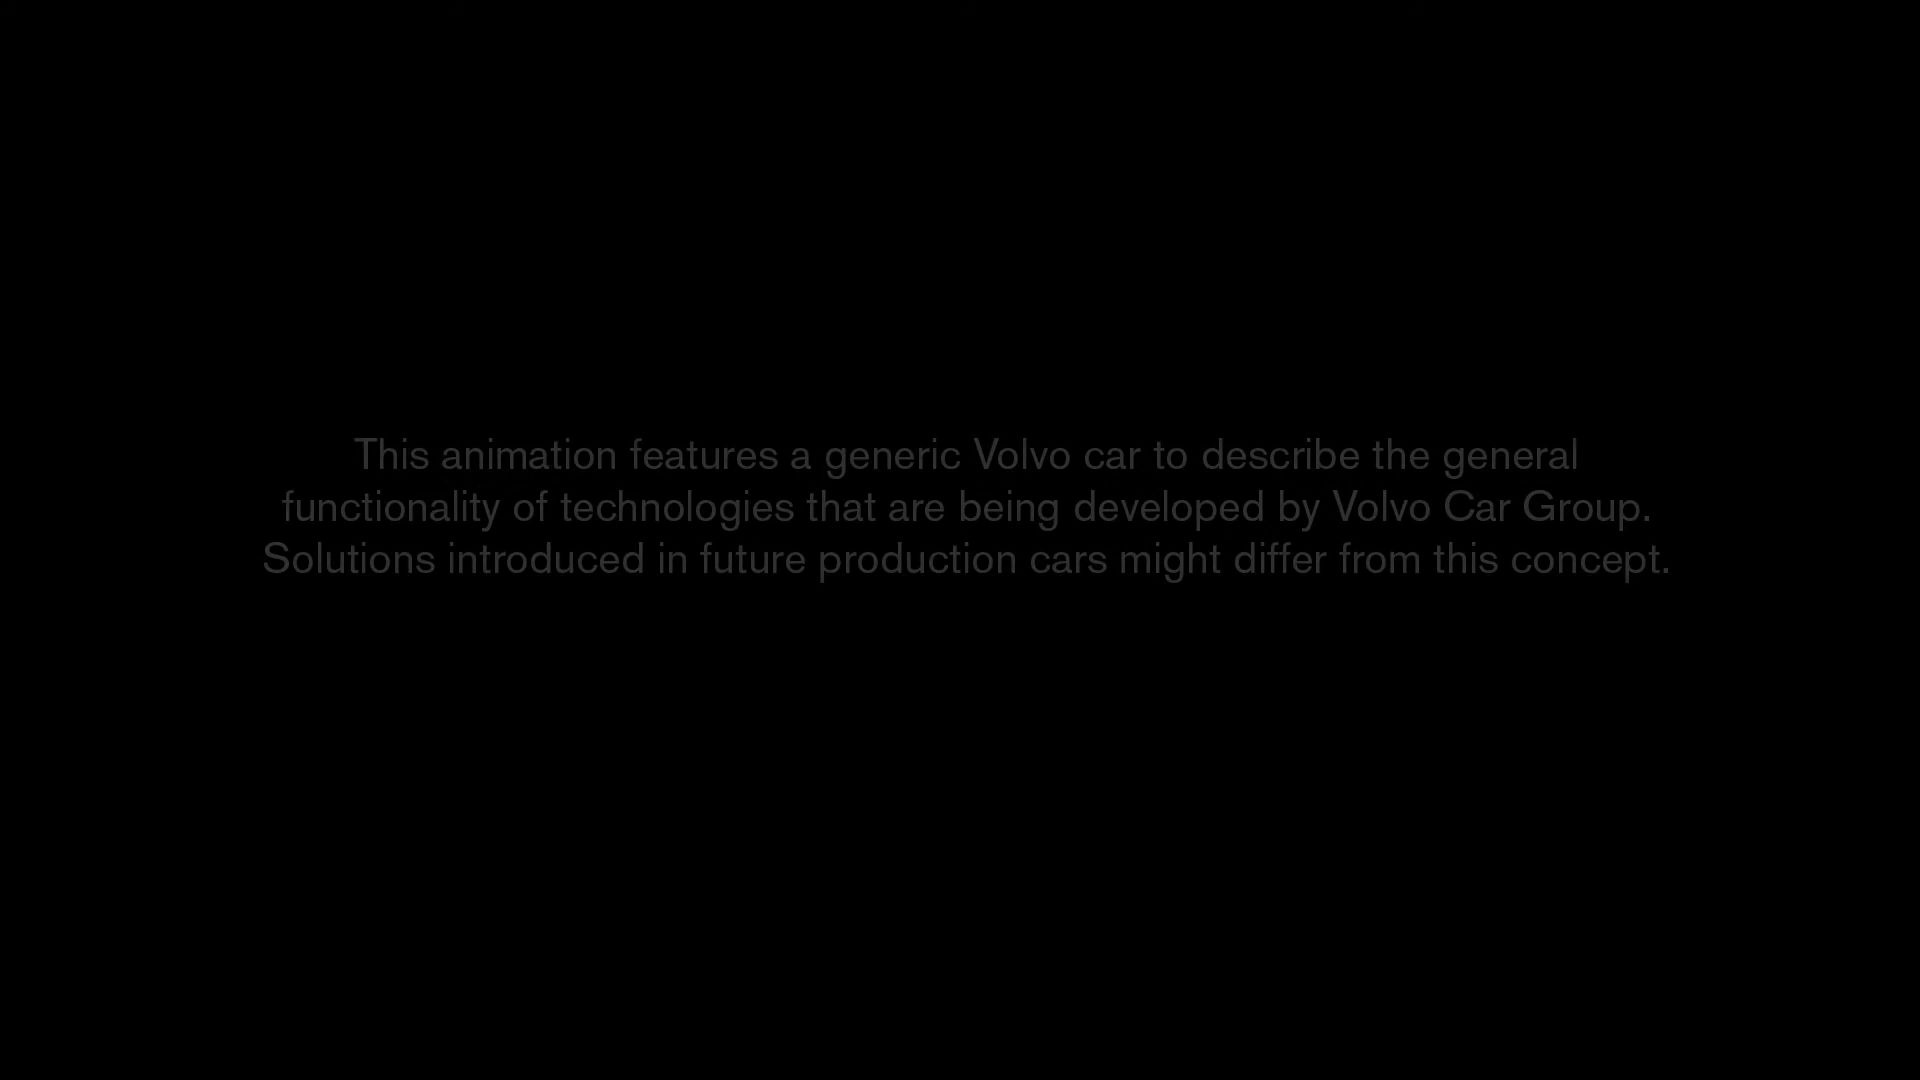 This animation features a generic Volvo car to describe the general
functionality of technologies that are being developed by Volvo Car Group.
Solutions introduced in future production cars might differ from this concept.